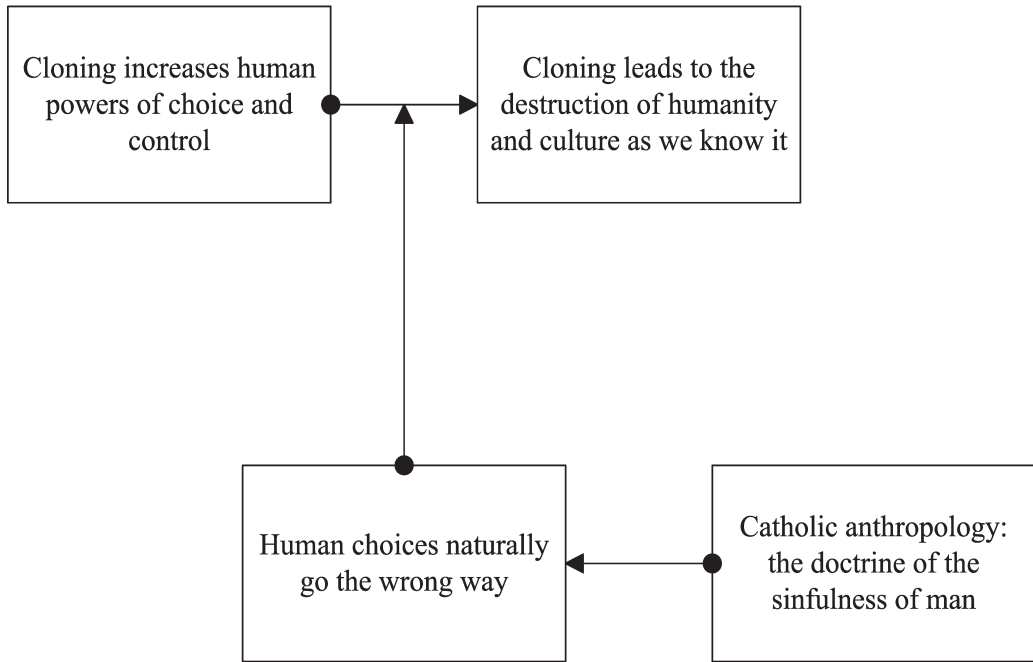 Cloning increases human
powers of choice and
control
Cloning leads to the
destruction of humanity
and culture as we know it
Human choices naturally
go the wrong way
Catholic anthropology:
the doctrine of the
sinfulness of man